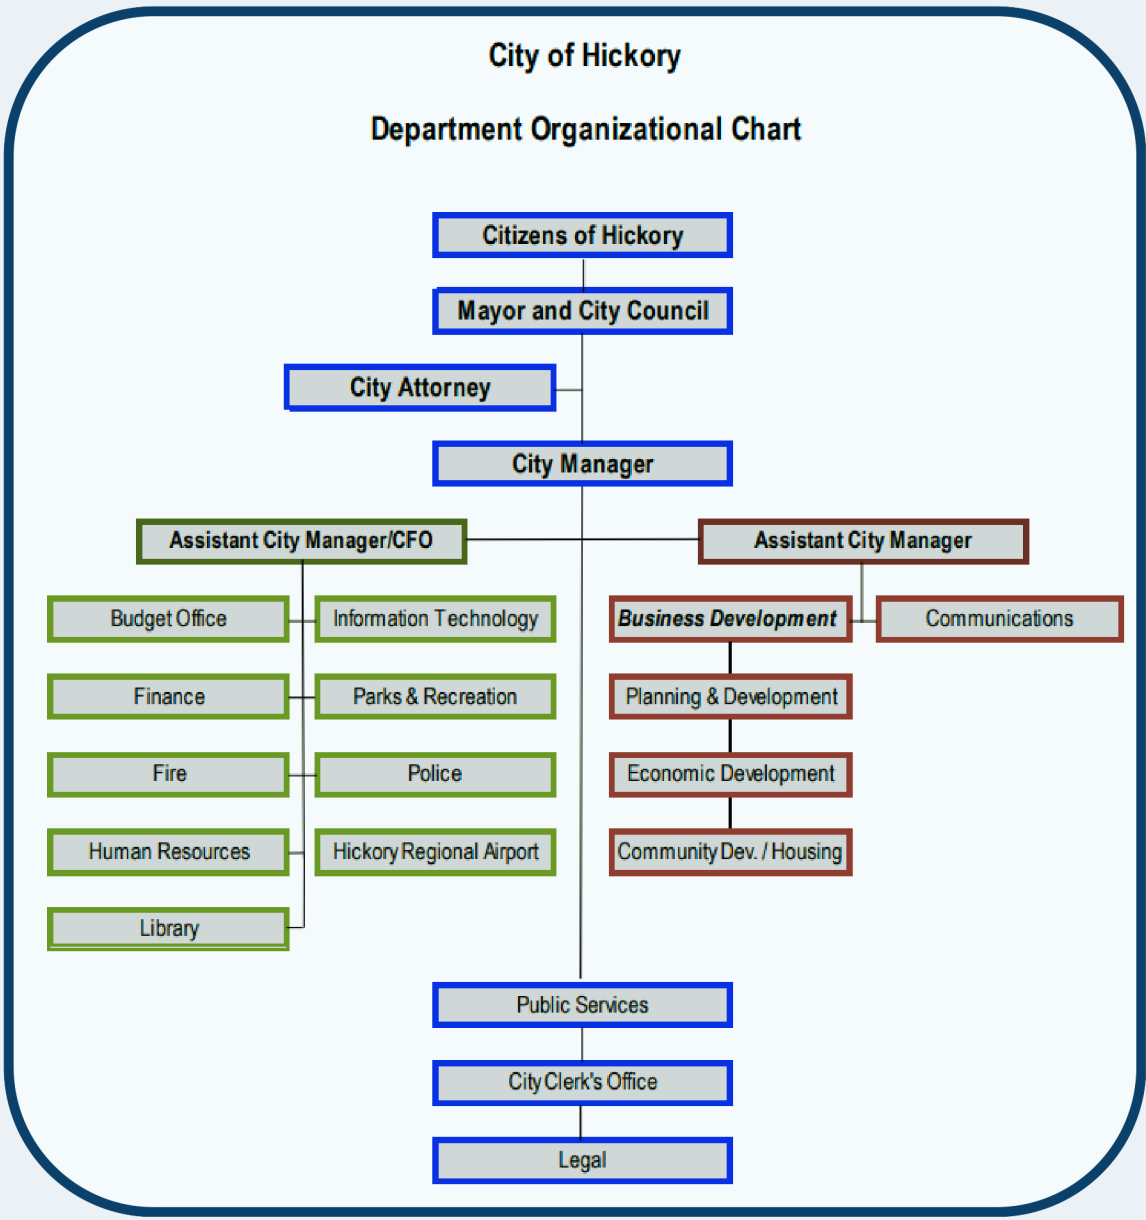 City of Hickory
Department Organizational Chart
Citizens of Hickory
Mayor and City Council
City Attorney
City Manager
Assistant City Manager/CFO
Assistant City Manager
Budget Office
Information Technology
Business Development
Communications
Finance
Parks & Recreation
Planning & Development
Fire
Police
Economic Development
Human Resources
Hickory Regional Airport
Community Dev. / Housing
Library
Public Services
City Clerk's Office
Legal